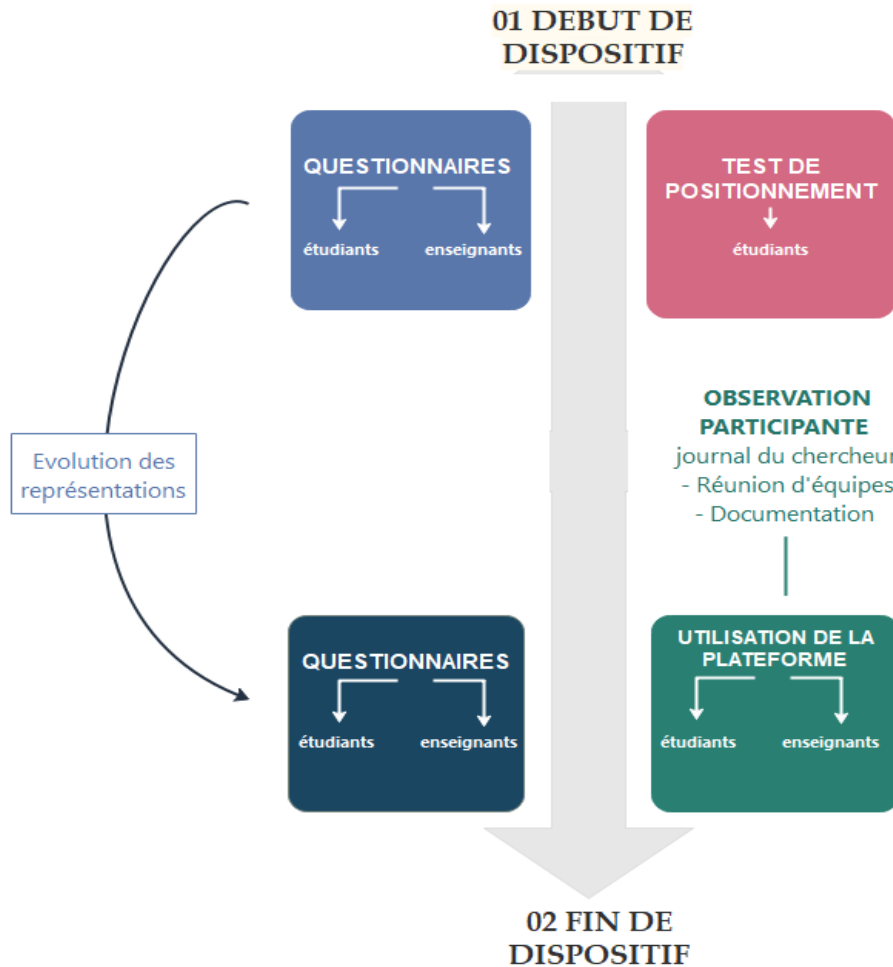 01 DEBUT DE
DISPOSITIF
QUESTIONNAIRES
étudiants
enseignants
TEST DE
POSITIONNEMENT
étudiants
Evolution des
représentations
OBSERVATION
PARTICIPANTE
journal du chercheur
- Réunion d'équipes
- Documentation
QUESTIONNAIRES
étudiants
enseignants
UTILISATION DE LA
PLATEFORME
étudiants
enseignants
02 FIN DE
DISPOSITIF